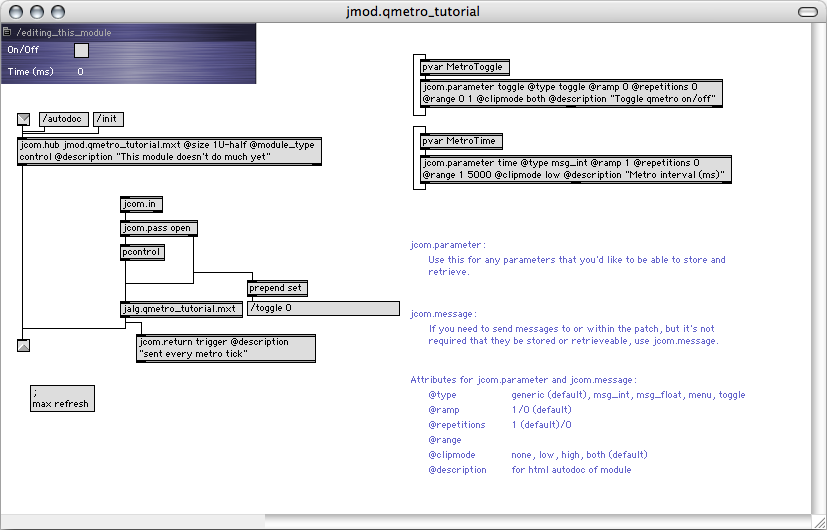 jmod.qmetro_tutorial
/editing_this_module
On/Off
Time (ms) 0
/autodoc
/init
jcom.hub jmod.qmetro_tutorial.mxt @size 1U-half @module_type
control @description "This module doesn't do much yet"
jcom.in
jcom.pass open
pcontrol
prepend set
jalg.qmetro_tutorial.mxt
/toggle 0
jcom.return trigger @description
"sent every metro tick"
;
max refresh
pvar MetroToggle
jcom.parameter toggle @type toggle @ramp 0 @repetitions 0
@range 0 1 @clipmode both @description "Toggle qmetro on/off"
pvar MetroTime
jcom.parameter time @type msg_int @ramp 1 @repetitions 0
@range 1 5000 @clipmode low @description "Metro interval (ms)"
jcom.parameter:
Use this for any parameters that you'd like to be able to store and
retrieve.
jcom.message:
If you need to send messages to or within the patch, but it's not
required that they be stored or retrieveable, use jcom.message.
Attributes for jcom.parameter and jcom.message:
@type generic (default), msg_int, msg_float, menu, toggle
@ramp 1/0 (default)
@repetitions 1 (default)/0
@range
@clipmode none, low, high, both (default)
@description for html autodoc of module